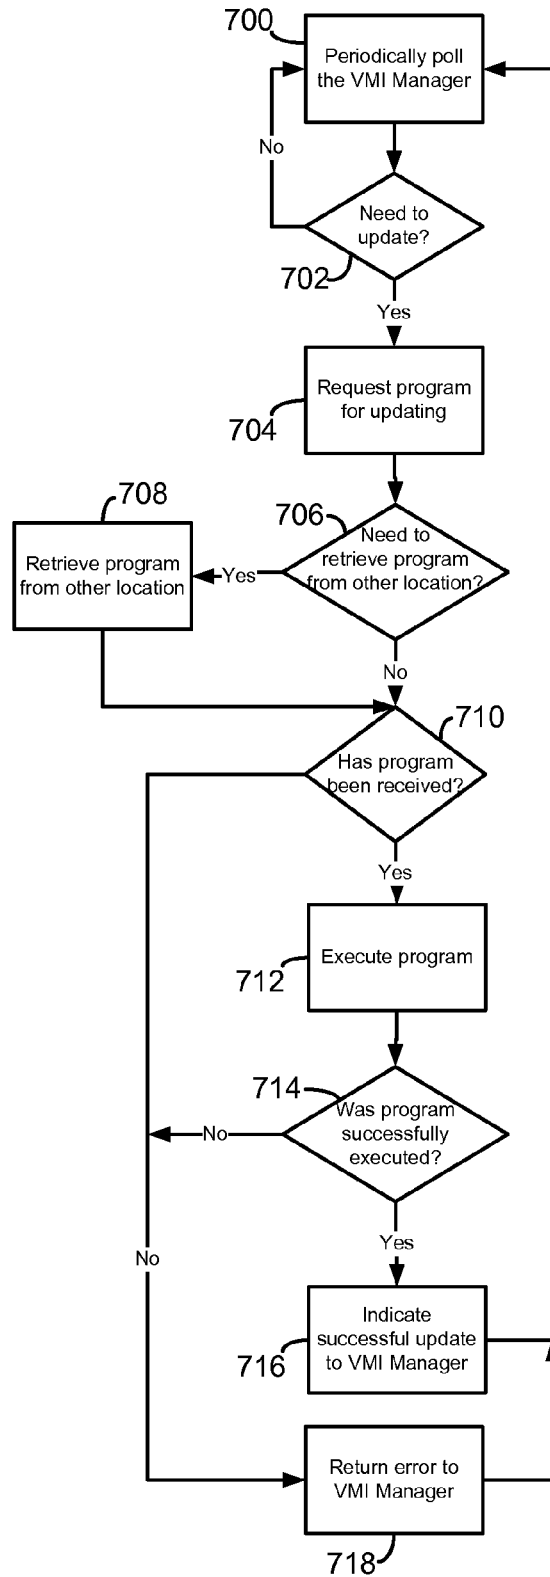 700
Periodically poll
the VMI Manager
No
Need to
update?
702
Yes
Request program
for updating
704
708
706
Need to
retrieve program
from other location?
Retrieve program
from other location
Yes
No
710
Has program
been received?
Yes
Execute program
712
714
Was program
successfully
executed?
No
Yes
No
Indicate
successful update
to VMI Manager
716
Return error to
VMI Manager
718